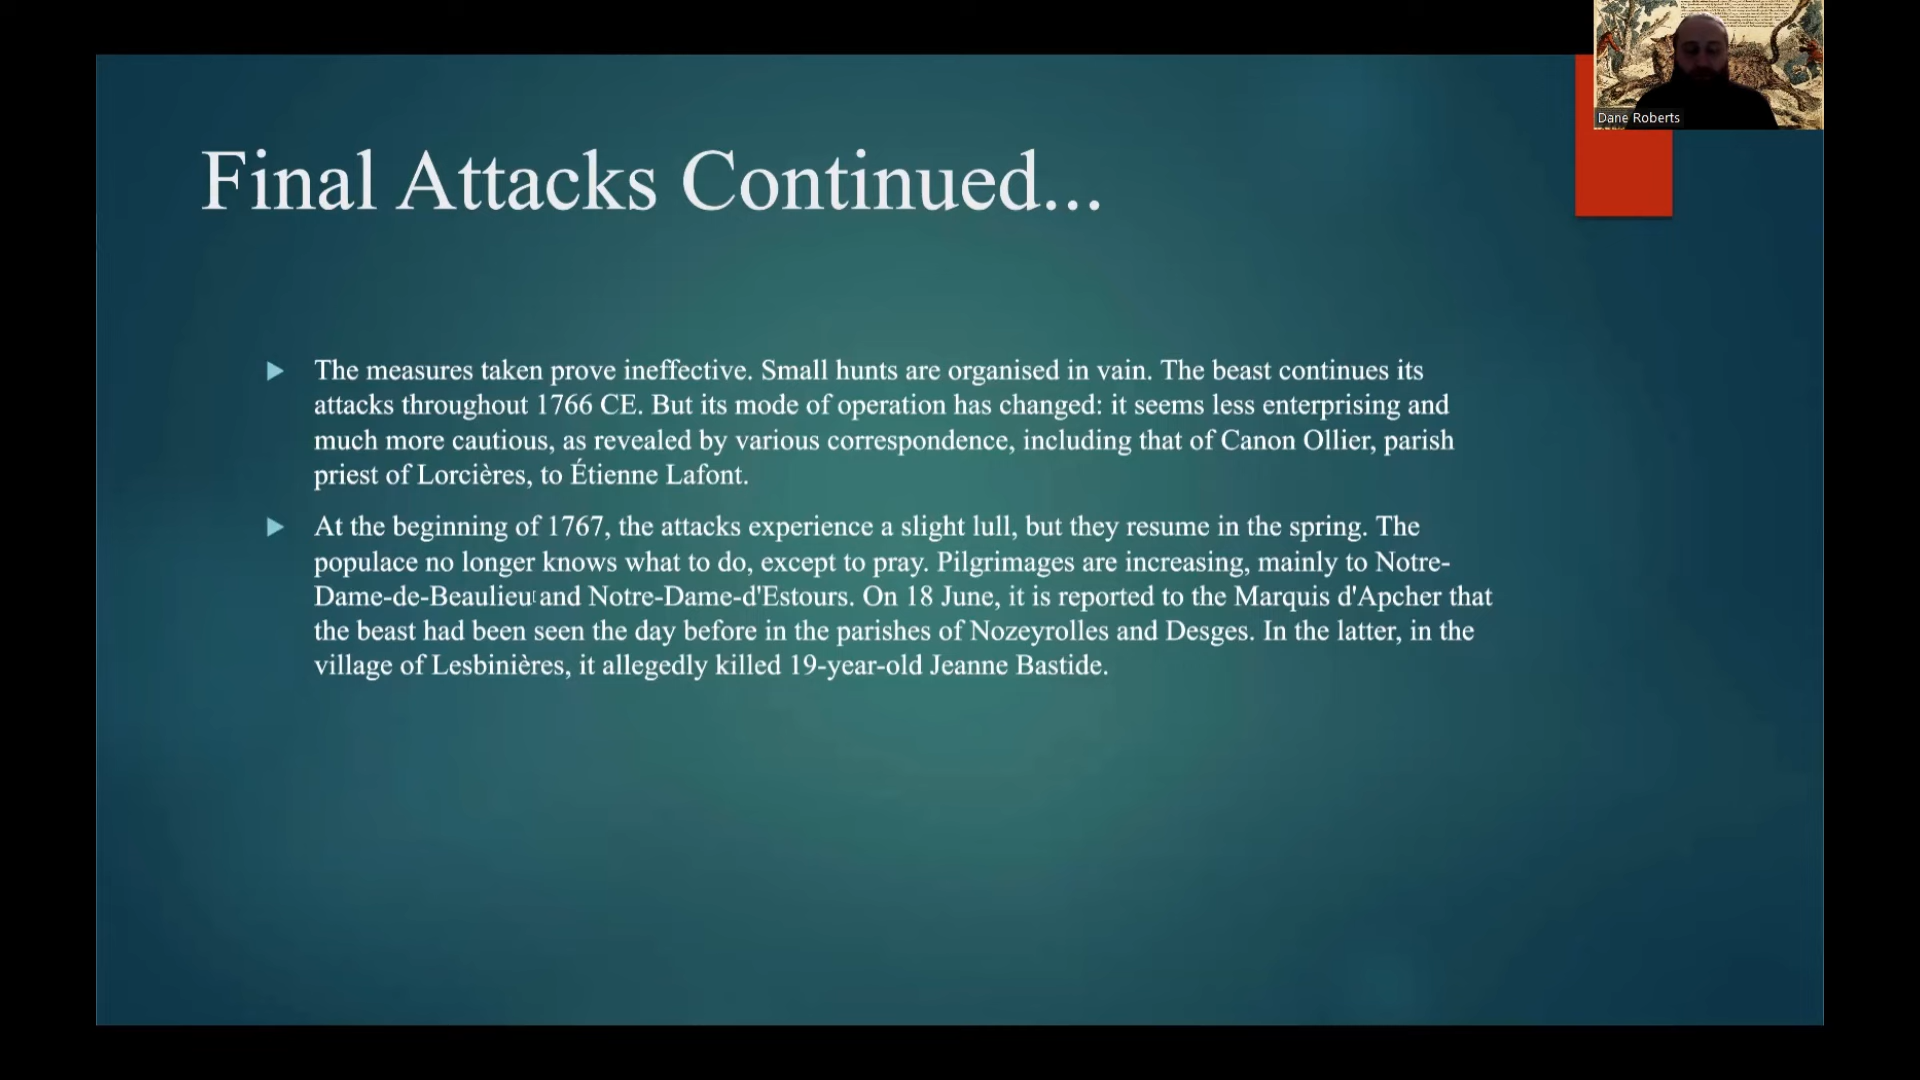 Dane Roberts
Final Attacks Continued...
The measures taken prove ineffective. Small hunts are organised in vain. The beast continues its
attacks throughout 1766 CE. But its mode of operation has changed: it seems less enterprising and
much more cautious, as revealed by various correspondence, including that of Canon Ollier, parish
priest of Lorcières, to Étienne Lafont.
At the beginning of 1767, the attacks experience a slight lull, but they resume in the spring. The
populace no longer knows what to do, except to pray. Pilgrimages are increasing, mainly to Notre-
Dame-de-Beaulieu and Notre-Dame-d'Estours. On 18 June, it is reported to the Marquis d'Apcher that
the beast had been seen the day before in the parishes of Nozeyrolles and Desges. In the latter, in the
village of Lesbinières, it allegedly killed 19-year-old Jeanne Bastide.